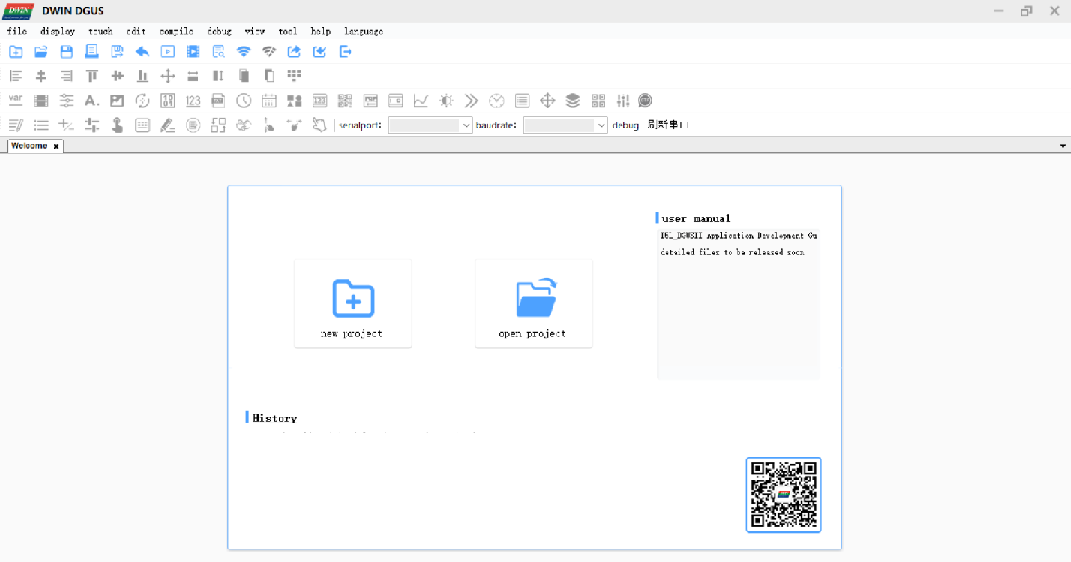 DWIN DWIN DGUS
file display touch edit compile debug view tool help language
var A. 123
serialport: baudrate: debug 刷新串口
Welcome x
user manual
Application Development Gu
detailed files to be released soon
new project open project
History